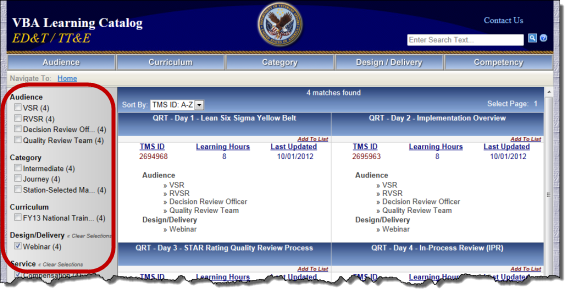 VBA Learning Catalog
ED&T / TT&E
Contact Us
Enter Search Text...
Audience Curriculum Category Design / Delivery Competency
Navigate To: Home
Audience
VSR (4)
RVSR (4)
Decision Review Off... (4)
Quality Review Team (4)
Category
Intermediate (4)
Journey (4)
Station-Selected Ma... (4)
Curriculum
FY13 National Train... (4)
Design/Delivery × Clear Selections
Webinar (4)
Service × Clear Selections
4 matches found
Sort By: TMS ID: A-Z Select Page: 1
QRT - Day 1 - Lean Six Sigma Yellow Belt
Add To List
TMS ID Learning Hours Last Updated
2694968 8 10/01/2012
Audience
» VSR
» RVSR
» Decision Review Officer
» Quality Review Team
Design/Delivery
» Webinar
QRT - Day 2 - Implementation Overview
Add To List
TMS ID Learning Hours Last Updated
2695963 8 10/01/2012
Audience
» VSR
» RVSR
» Decision Review Officer
» Quality Review Team
Design/Delivery
» Webinar
QRT - Day 3 - STAR Rating Quality Review Process
Add To List
TMS ID Learning Hours Last Updated
QRT - Day 4 - In-Process Review (IPR)
Add To List
TMS ID Learning Hours Last Updated